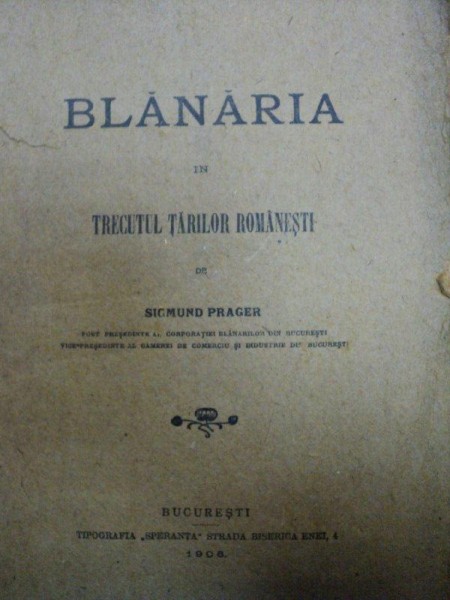 BLĂNĂRIA
IN
TRECUTUL ȚĂRILOR ROMÂNEȘTI
DE
SIGMUND PRAGER
FOST PREȘEDINTE AL CORPORAȚIEI BLĂNARILOR DIN BUCUREȘTI
VICE-PREȘEDINTE AL CAMEREI DE COMERCIU ȘI INDUSTRIE DIN BUCUREȘTI
BUCUREȘTI
TIPOGRAFIA „SPERANȚA" STRADA BISERICA ENEI, 4
1906.